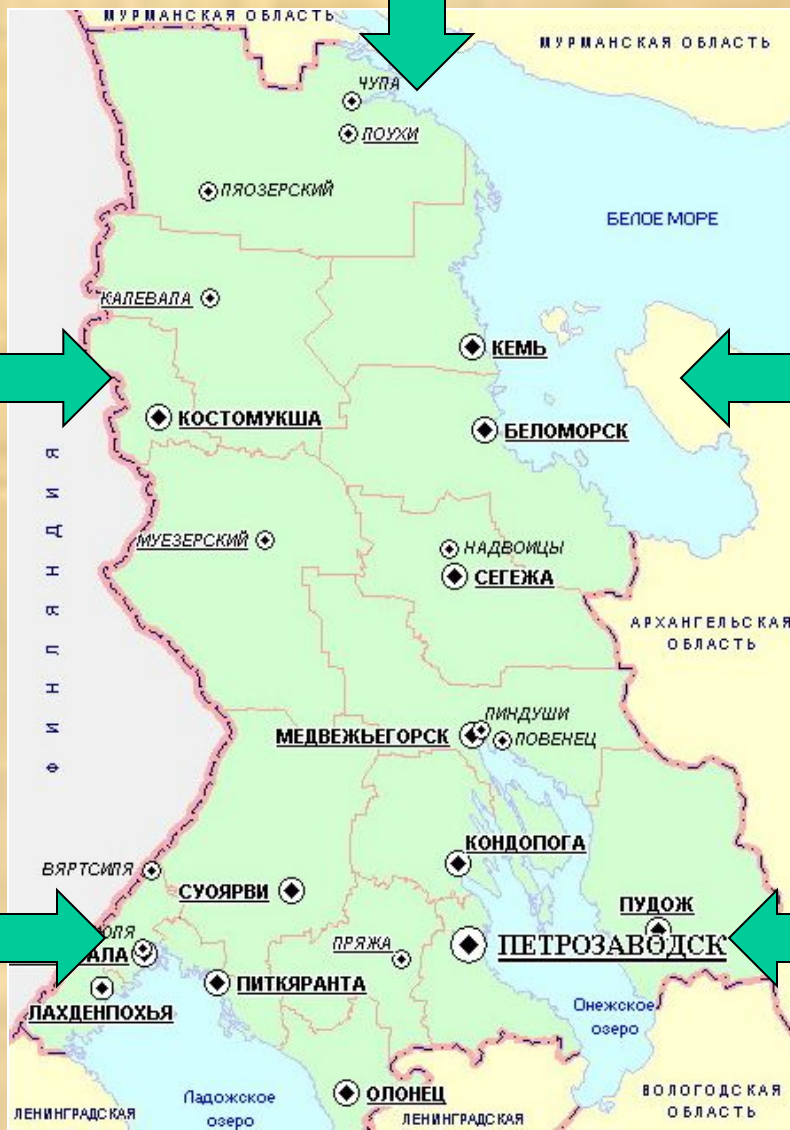 МУРМАНСКАЯ ОБЛАСТЬ
МУРМАНСКАЯ ОБЛАСТЬ
ЧУПА
ЛОУХИ
ПЯОЗЕРСКИЙ
БЕЛОЕ МОРЕ
КАЛЕВАЛА
КЕМЬ
КОСТОМУКША
БЕЛОМОРСК
ФИНЛЯНДИЯ
МУЕЗЕРСКИЙ
НАДВОИЦЫ
СЕГЕЖА
АРХАНГЕЛЬСКАЯ
ОБЛАСТЬ
ПИНДУШИ
МЕДВЕЖЬЕГОРСК
ПОВЕНЕЦ
КОНДОПОГА
ВЯРТСИЛЯ
СУОЯРВИ
ПУДОЖ
ПРЯЖА
ПЕТРОЗАВОДСК
ПИТКЯРАНТА
ЛАХДЕНПОХЬЯ
Онежское
озеро
ОЛОНЕЦ
Ладожское
озеро
ЛЕНИНГРАДСКАЯ
ЛЕНИНГРАДСКАЯ
ВОЛОГОДСКАЯ
ОБЛАСТЬ